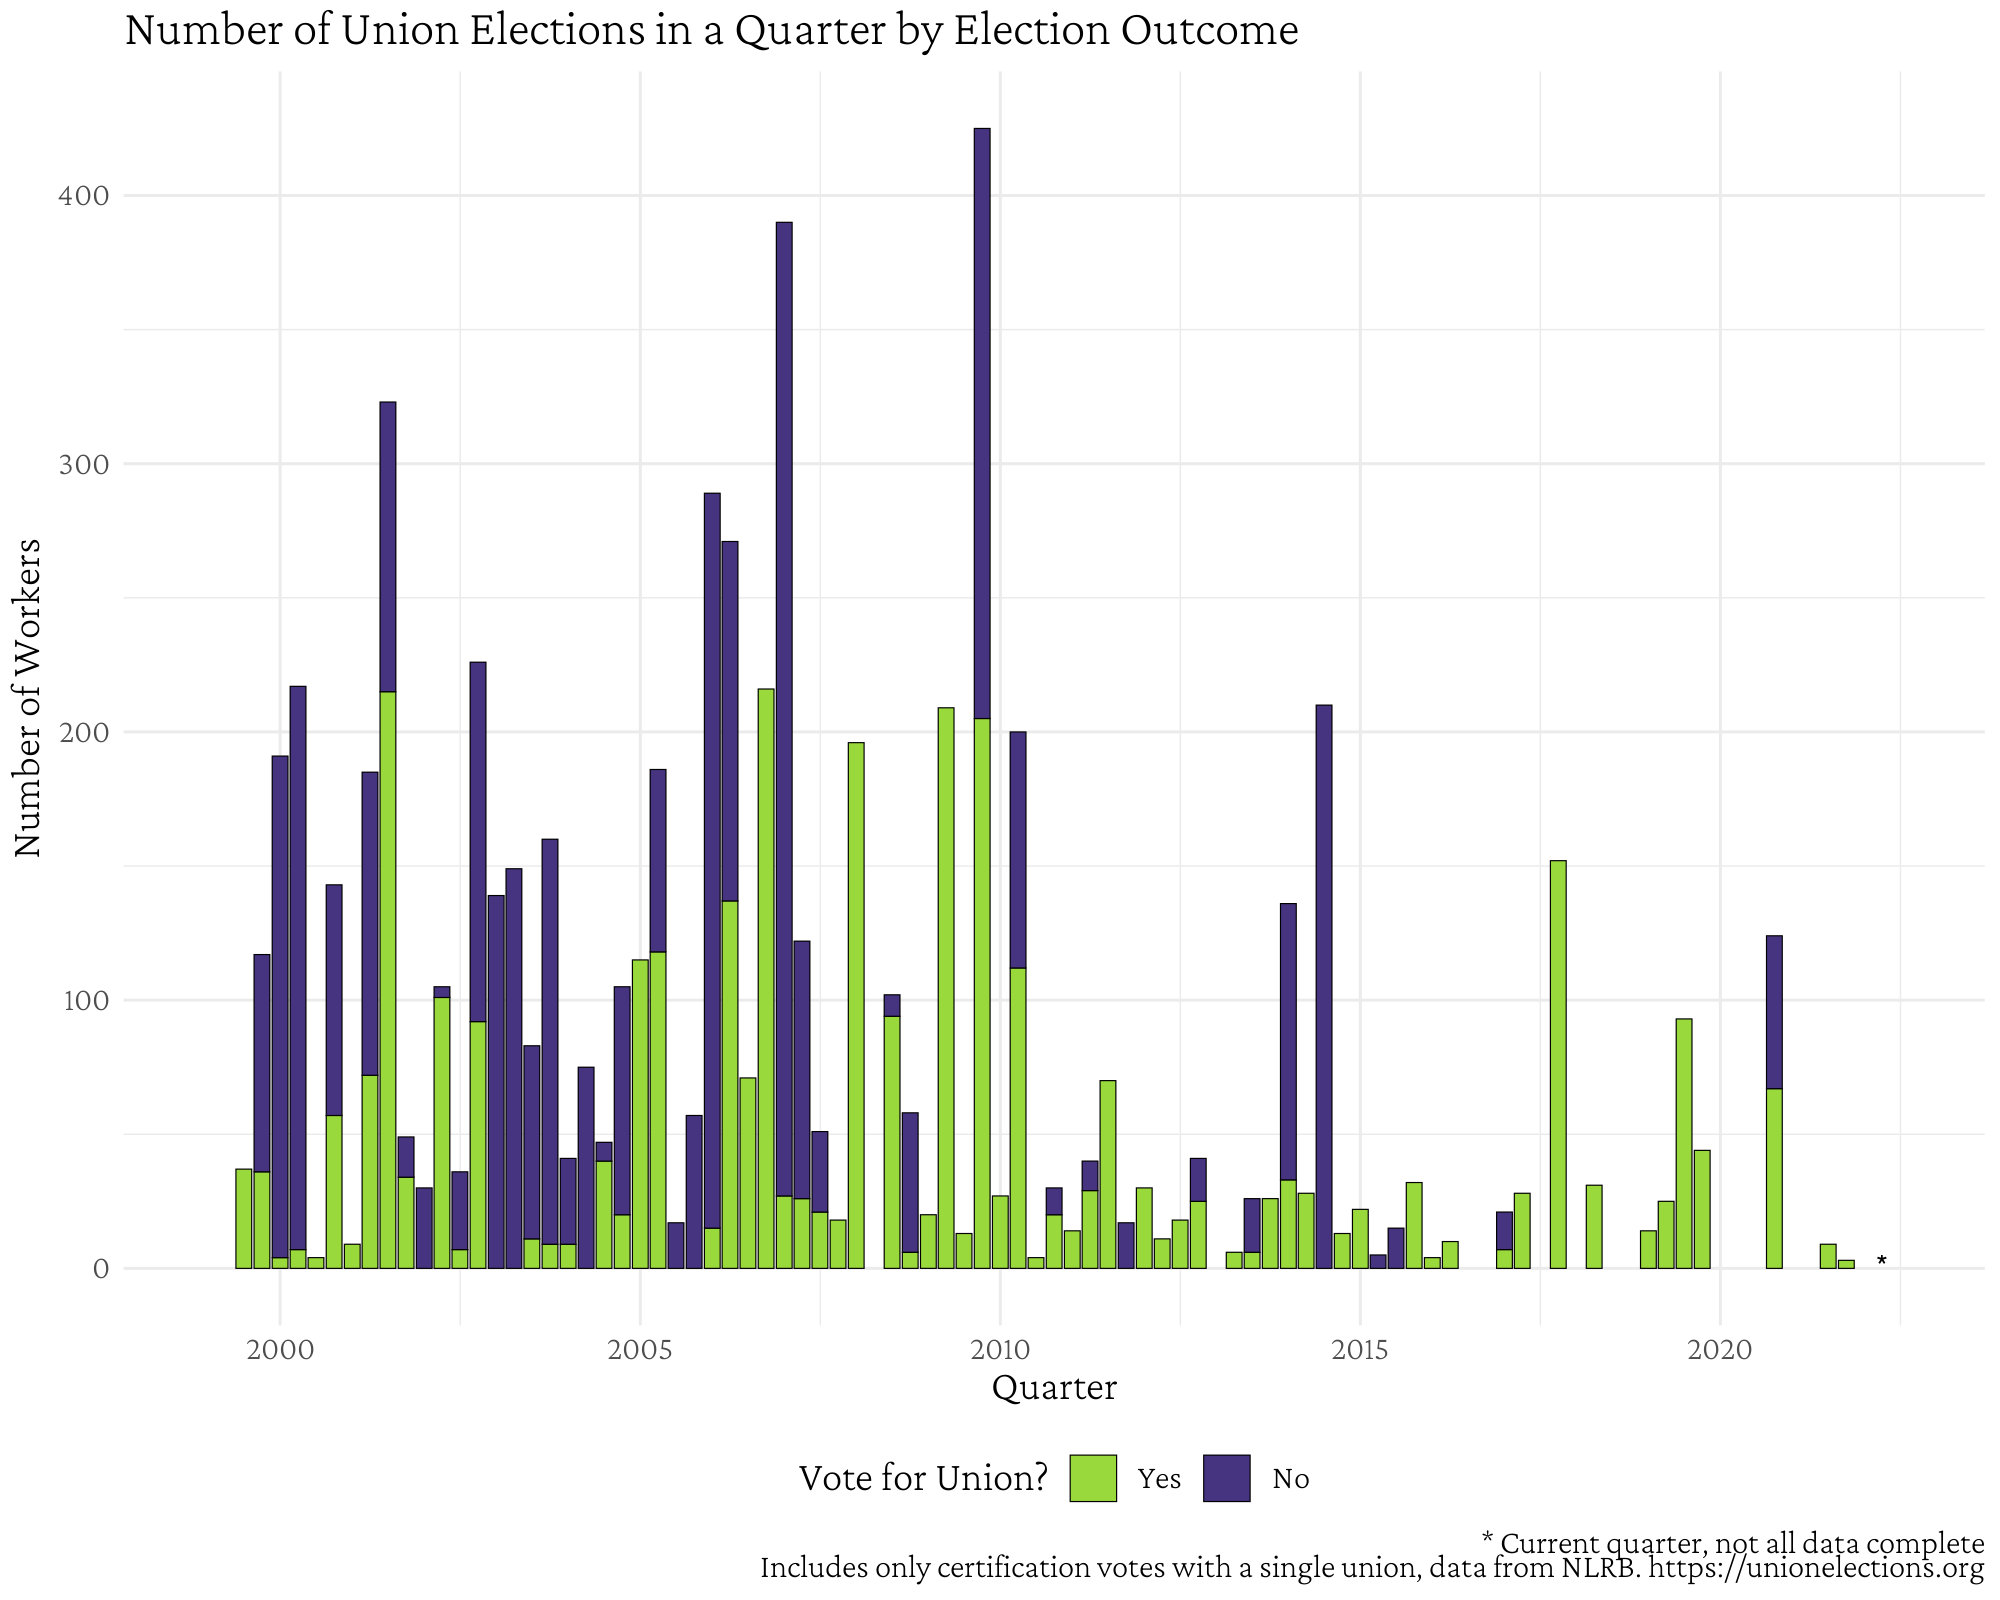 Number of Union Elections in a Quarter by Election Outcome
Number of Workers
400
300
200
100
0
*
2000 2005 2010 2015 2020
Quarter
Vote for Union? Yes No
* Current quarter, not all data complete
Includes only certification votes with a single union, data from NLRB. https://unionelections.org